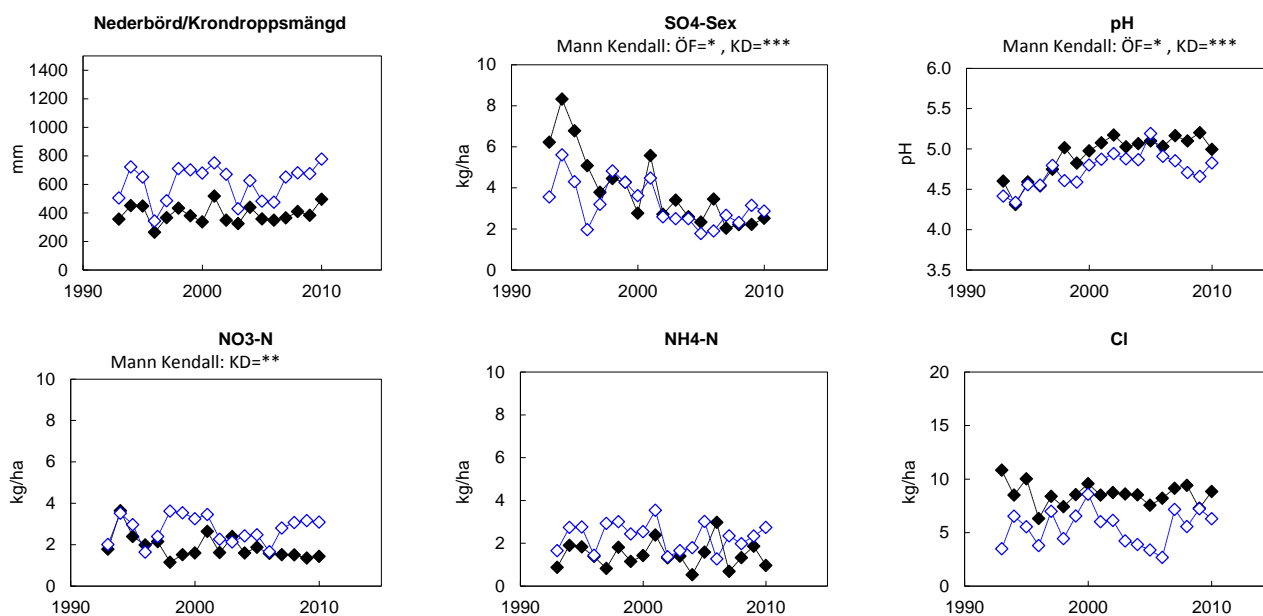 Nederbörd/Krondroppsmängd
1400
1200
1000
800
600
400
200
0
mm
1990 2000 2010
SO4-Sex
Mann Kendall: ÖF=* , KD=***
10
8
6
4
2
0
kg/ha
1990 2000 2010
pH
Mann Kendall: ÖF=* , KD=***
6.0
5.5
5.0
4.5
4.0
3.5
pH
1990 2000 2010
NO3-N
Mann Kendall: KD=**
10
8
6
4
2
0
kg/ha
1990 2000 2010
NH4-N
10
8
6
4
2
0
kg/ha
1990 2000 2010
Cl
20
15
10
5
0
kg/ha
1990 2000 2010